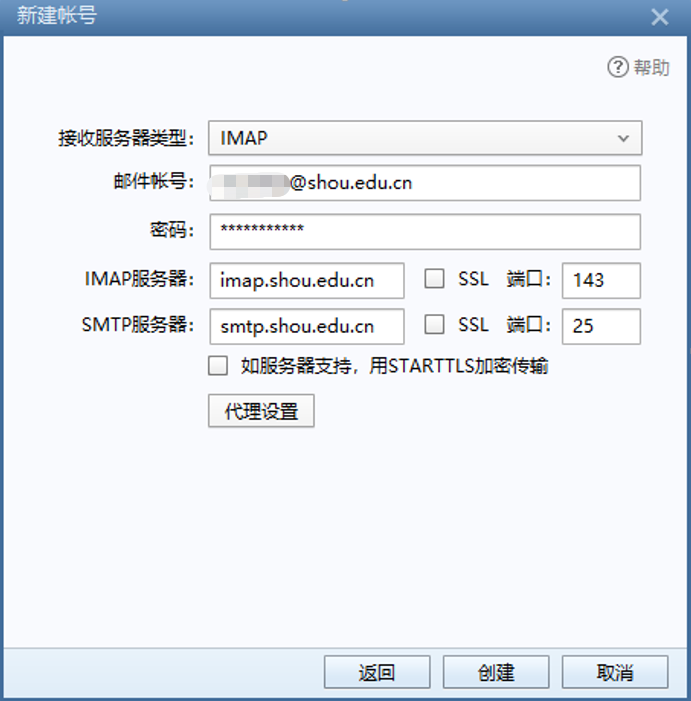 新建帐号
帮助
接收服务器类型： IMAP
邮件帐号： @shou.edu.cn
密码： ***********
IMAP服务器： imap.shou.edu.cn SSL 端口： 143
SMTP服务器： smtp.shou.edu.cn SSL 端口： 25
如服务器支持，用STARTTLS加密传输
代理设置
返回 创建 取消